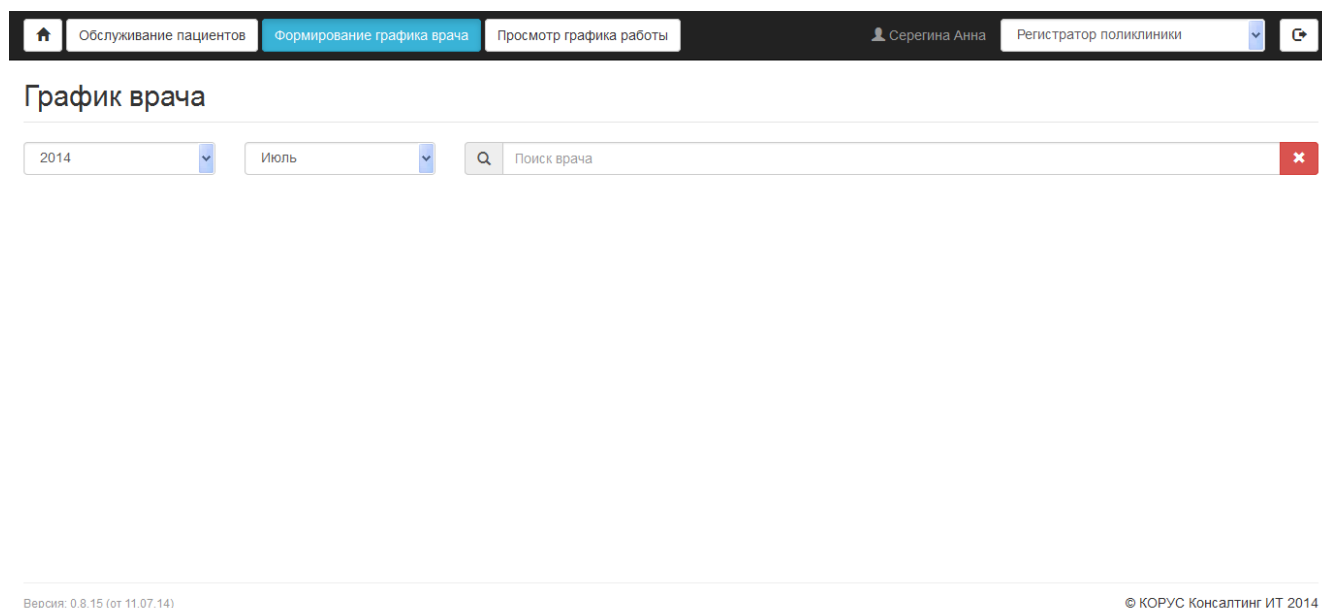 Обслуживание пациентов Формирование графика врача Просмотр графика работы Серегина Анна Регистратор поликлиники
График врача
2014 Июль Поиск врача
Версия: 0.8.15 (от 11.07.14) © КОРУС Консалтинг ИТ 2014